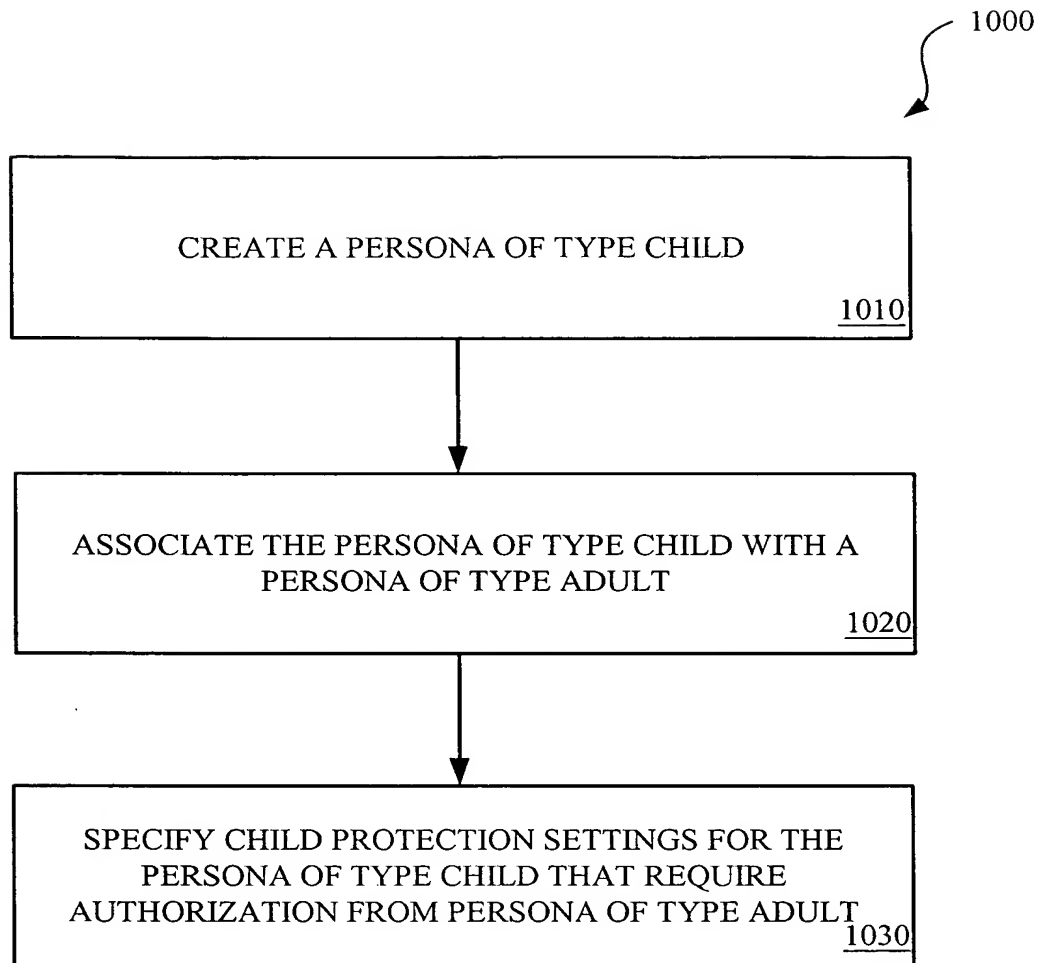 1000
CREATE A PERSONA OF TYPE CHILD
1010
ASSOCIATE THE PERSONA OF TYPE CHILD WITH A
PERSONA OF TYPE ADULT
1020
SPECIFY CHILD PROTECTION SETTINGS FOR THE
PERSONA OF TYPE CHILD THAT REQUIRE
AUTHORIZATION FROM PERSONA OF TYPE ADULT
1030